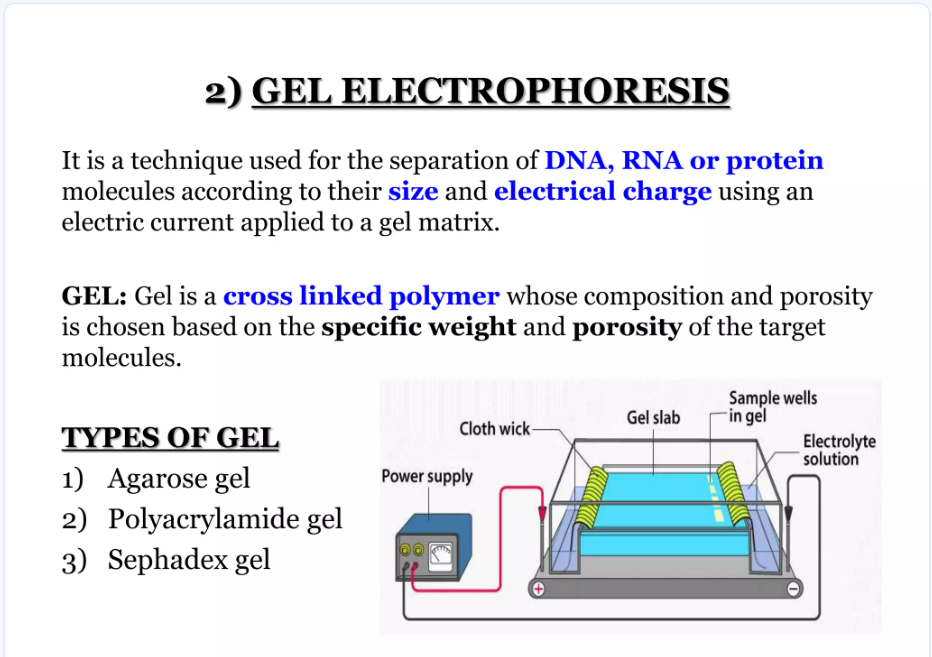 2) GEL ELECTROPHORESIS
It is a technique used for the separation of DNA, RNA or protein
molecules according to their size and electrical charge using an
electric current applied to a gel matrix.
GEL: Gel is a cross linked polymer whose composition and porosity
is chosen based on the specific weight and porosity of the target
molecules.
TYPES OF GEL
1) Agarose gel
2) Polyacrylamide gel
3) Sephadex gel
Sample wells
in gel
Gel slab
Cloth wick
Electrolyte
solution
Power supply
+
−